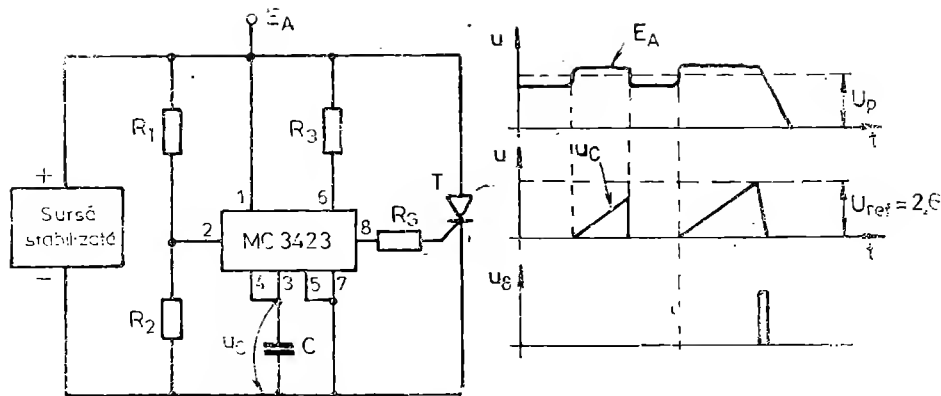 E_A
R_1
R_3
+
Sursă
stabilizată
-
1
6
T
2
MC 3423
8
R_G
4
3
5
7
R_2
u_C
C
u
E_A
U_p
t
u
u_C
U_ref = 2,6
t
u_8